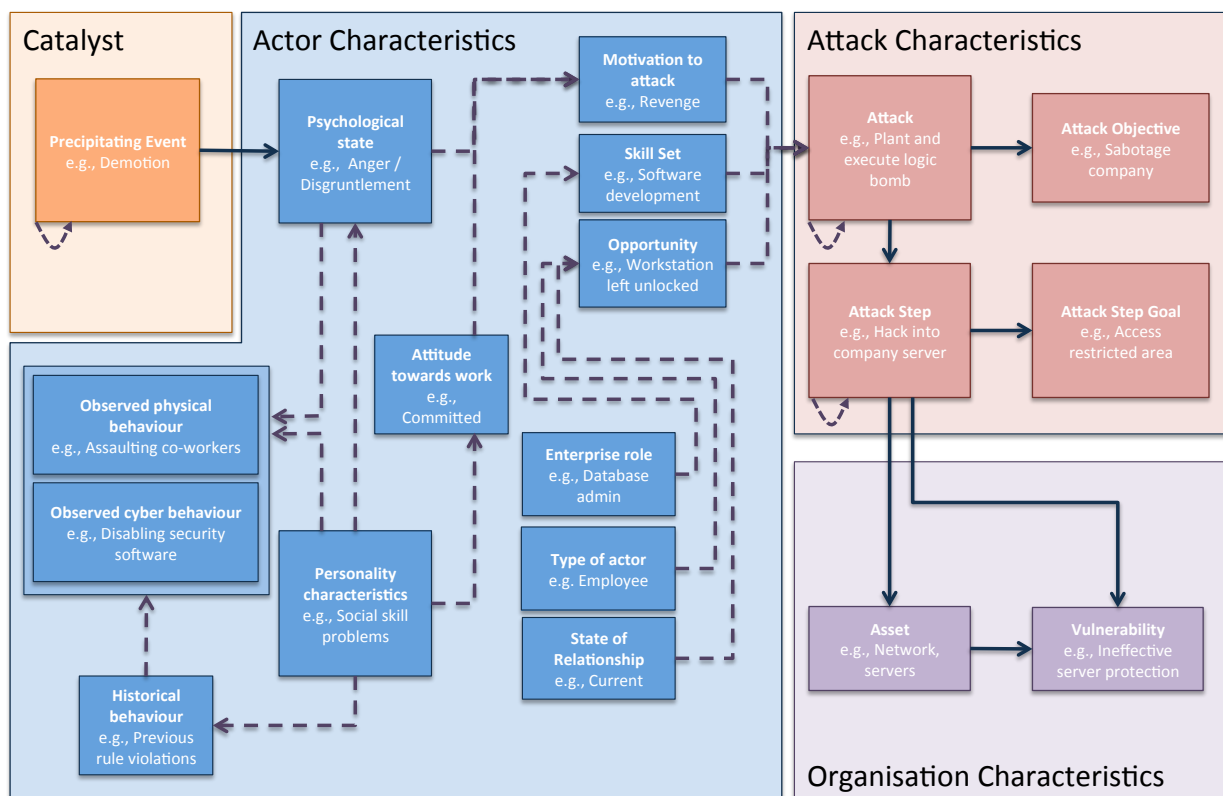 Catalyst
Precipitating Event
e.g., Demotion
Actor Characteristics
Psychological
state
e.g., Anger /
Disgruntlement
Motivation to
attack
e.g., Revenge
Skill Set
e.g., Software
development
Opportunity
e.g., Workstation
left unlocked
Attitude
towards work
e.g.,
Committed
Observed physical
behaviour
e.g., Assaulting co-workers
Observed cyber behaviour
e.g., Disabling security
software
Personality
characteristics
e.g., Social skill
problems
Historical
behaviour
e.g., Previous
rule violations
Enterprise role
e.g., Database
admin
Type of actor
e.g. Employee
State of
Relationship
e.g., Current
Attack Characteristics
Attack
e.g., Plant and
execute logic
bomb
Attack Objective
e.g., Sabotage
company
Attack Step
e.g., Hack into
company server
Attack Step Goal
e.g., Access
restricted area
Asset
e.g., Network,
servers
Vulnerability
e.g., Ineffective
server protection
Organisation Characteristics